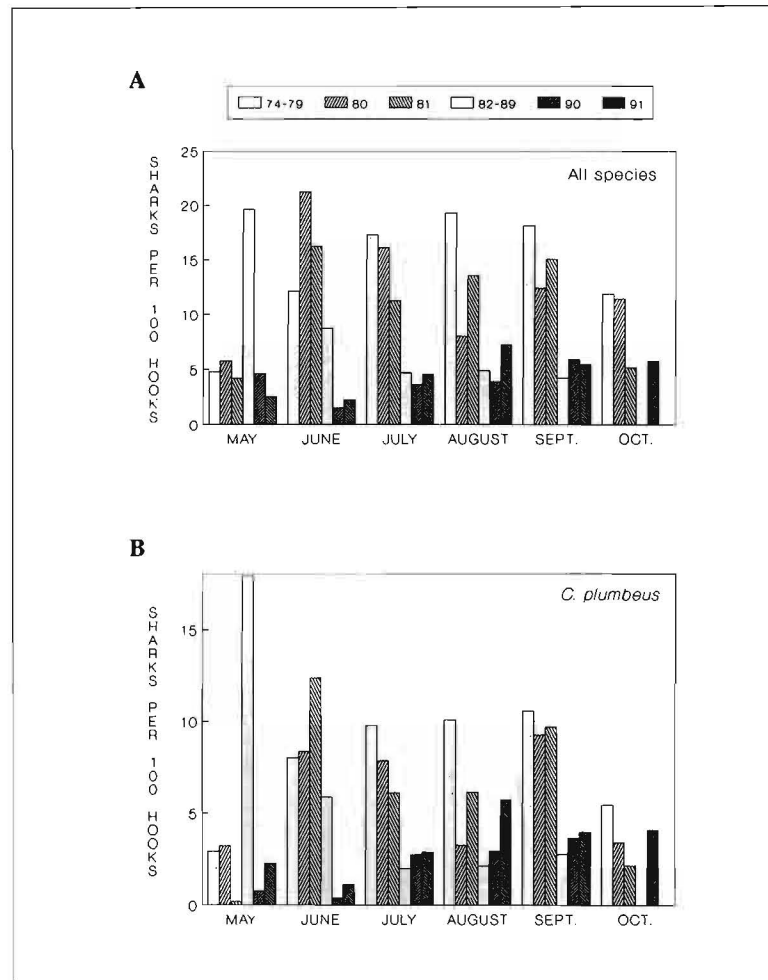 A
74-79 80 81 82-89 90 91
All species
SHARKS PER 100 HOOKS
25
20
15
10
5
0
MAY JUNE JULY AUGUST SEPT. OCT.
B
C. plumbeus
SHARKS PER 100 HOOKS
15
10
5
0
MAY JUNE JULY AUGUST SEPT. OCT.